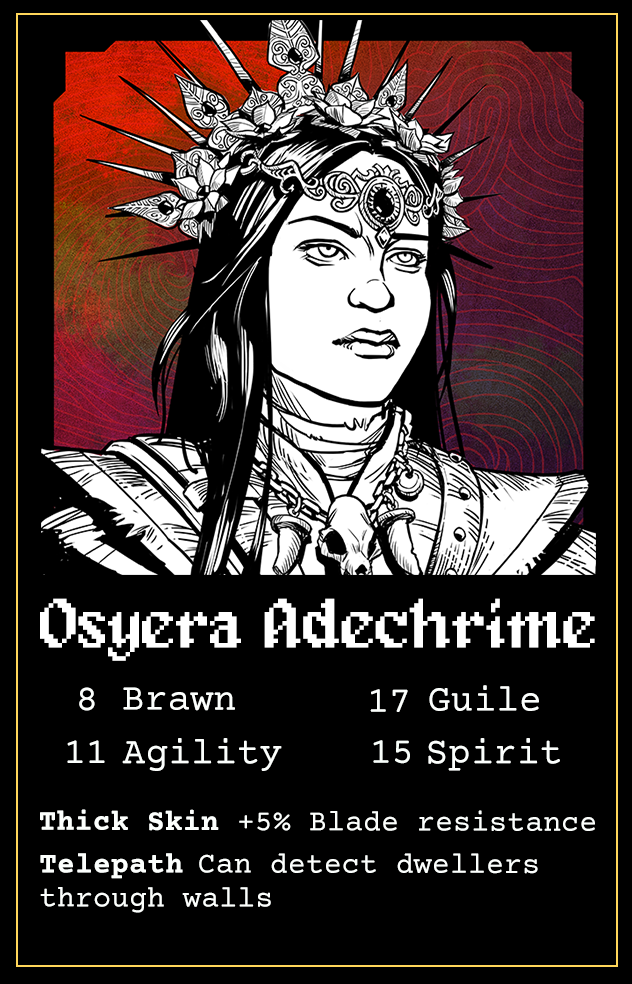 Osyera Adechrime
8 Brawn 17 Guile
11 Agility 15 Spirit
Thick Skin +5% Blade resistance
Telepath Can detect dwellers
through walls